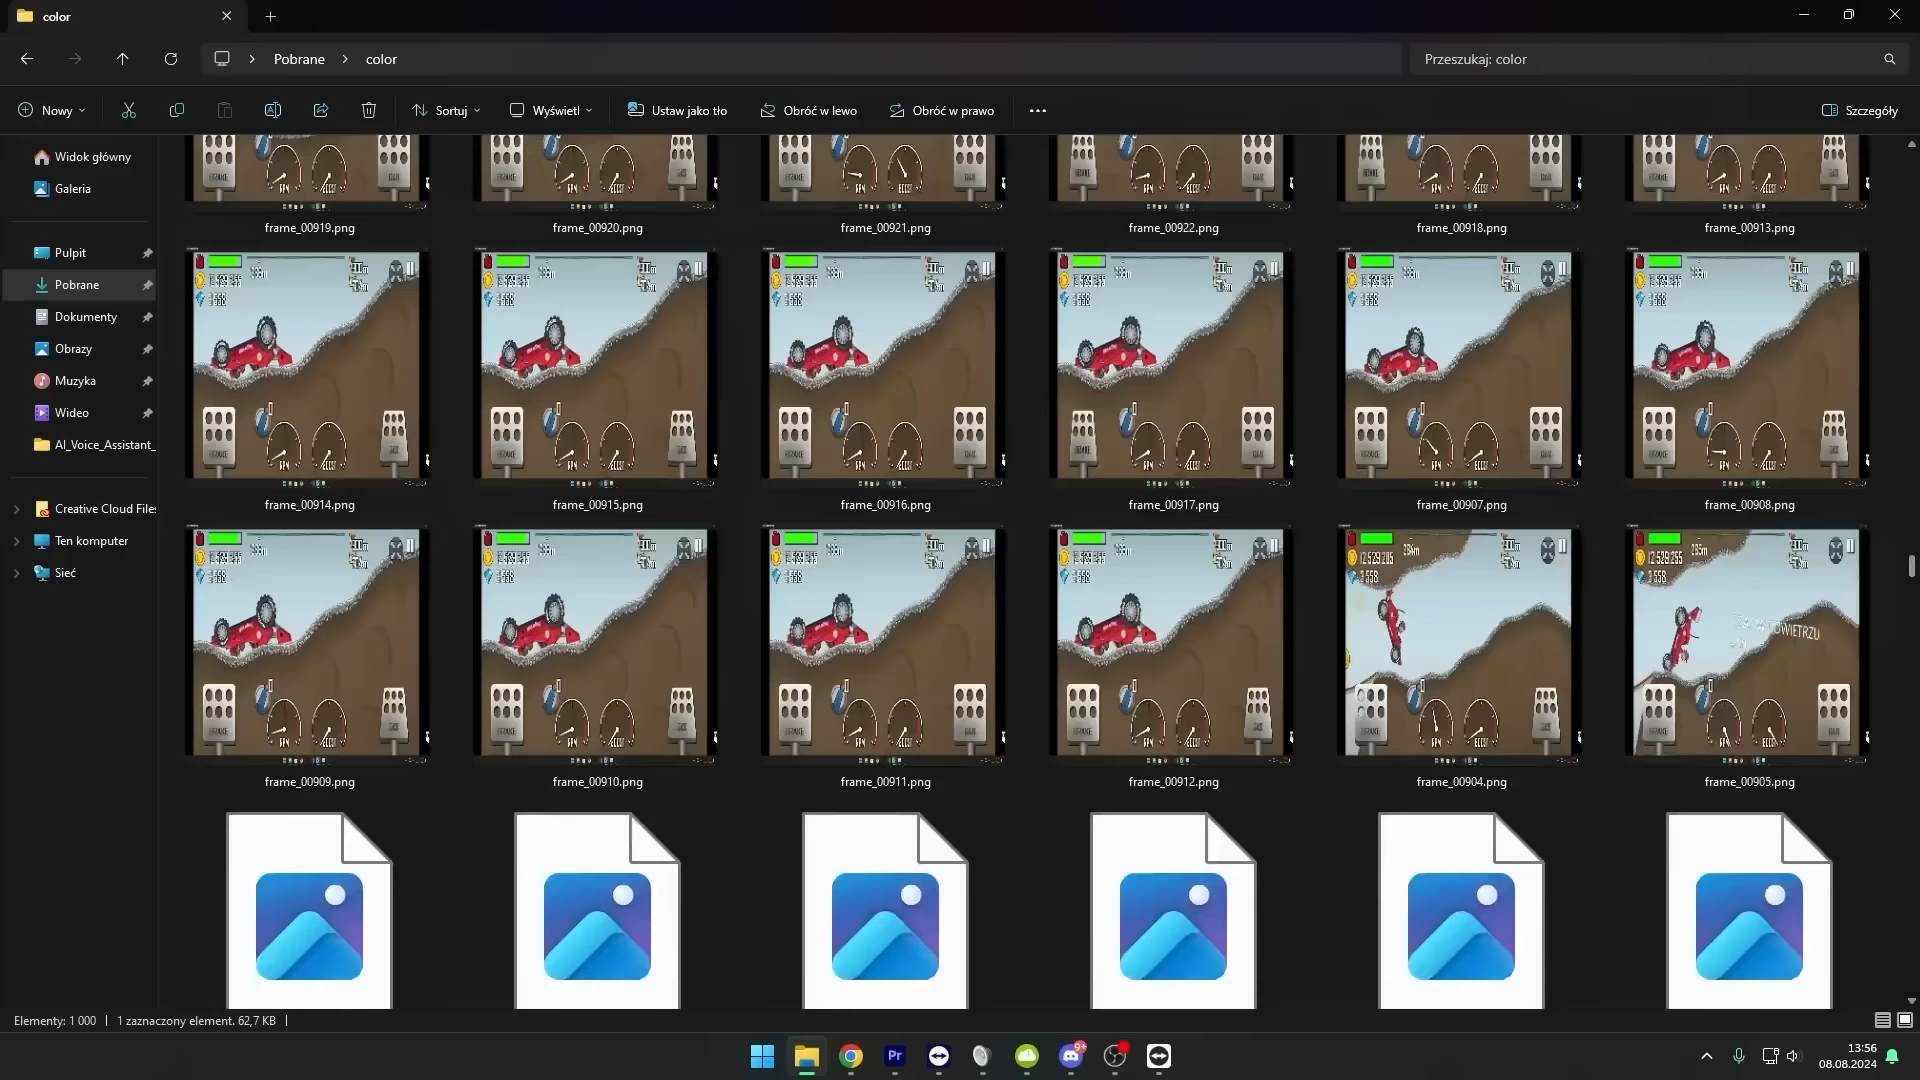 color
Pobrane
color
Przeszukaj: color
Nowy
Sortuj
Wyświetl
Ustaw jako tło
Obróć w lewo
Obróć w prawo
Szczegóły
Widok główny
Galeria
Pulpit
Pobrane
Dokumenty
Obrazy
Muzyka
Wideo
AI_Voice_Assistant_
Creative Cloud Files
Ten komputer
Sieć
frame_00919.png
frame_00920.png
frame_00921.png
frame_00922.png
frame_00918.png
frame_00913.png
frame_00914.png
frame_00915.png
frame_00916.png
frame_00917.png
frame_00907.png
frame_00908.png
frame_00909.png
frame_00910.png
frame_00911.png
frame_00912.png
frame_00904.png
frame_00905.png
Elementy: 1 000
1 zaznaczony element. 62,7 KB
Pr
9+
13:56
08.08.2024